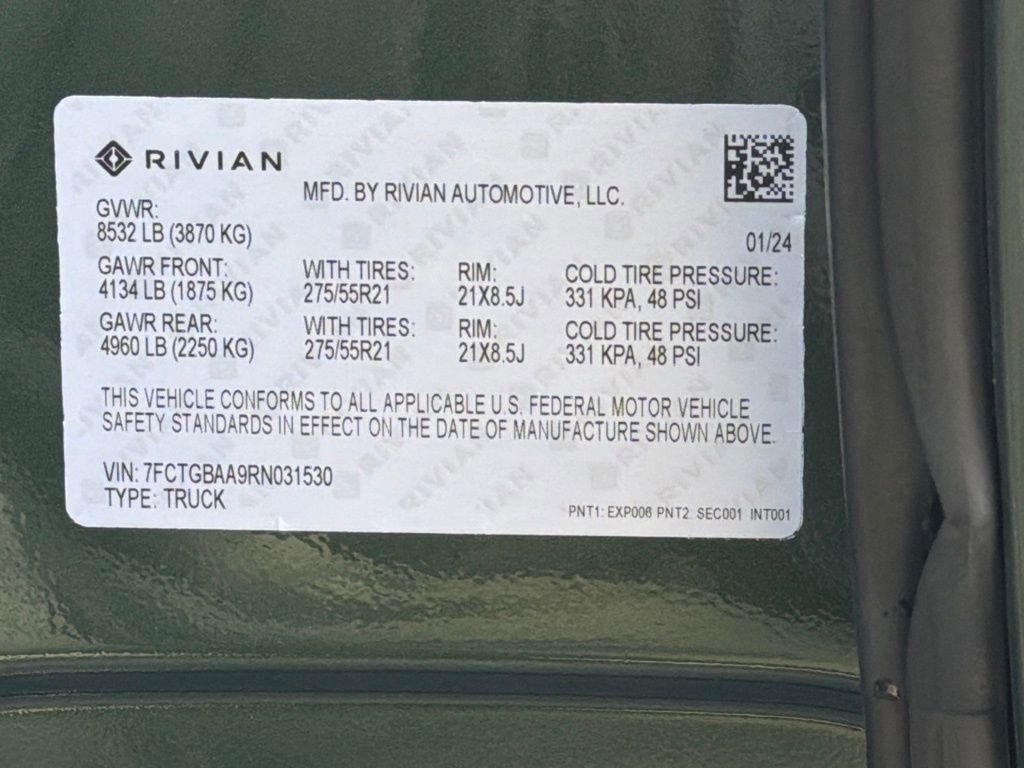 RIVIAN
MFD. BY RIVIAN AUTOMOTIVE, LLC.
GVWR:
8532 LB (3870 KG)
01/24
GAWR FRONT: WITH TIRES: RIM: COLD TIRE PRESSURE:
4134 LB (1875 KG) 275/55R21 21X8.5J 331 KPA, 48 PSI
GAWR REAR: WITH TIRES: RIM: COLD TIRE PRESSURE:
4960 LB (2250 KG) 275/55R21 21X8.5J 331 KPA, 48 PSI
THIS VEHICLE CONFORMS TO ALL APPLICABLE U.S. FEDERAL MOTOR VEHICLE
SAFETY STANDARDS IN EFFECT ON THE DATE OF MANUFACTURE SHOWN ABOVE.
VIN: 7FCTGBAA9RN031530
TYPE: TRUCK
PNT1: EXP006 PNT2 SEC001 INT001